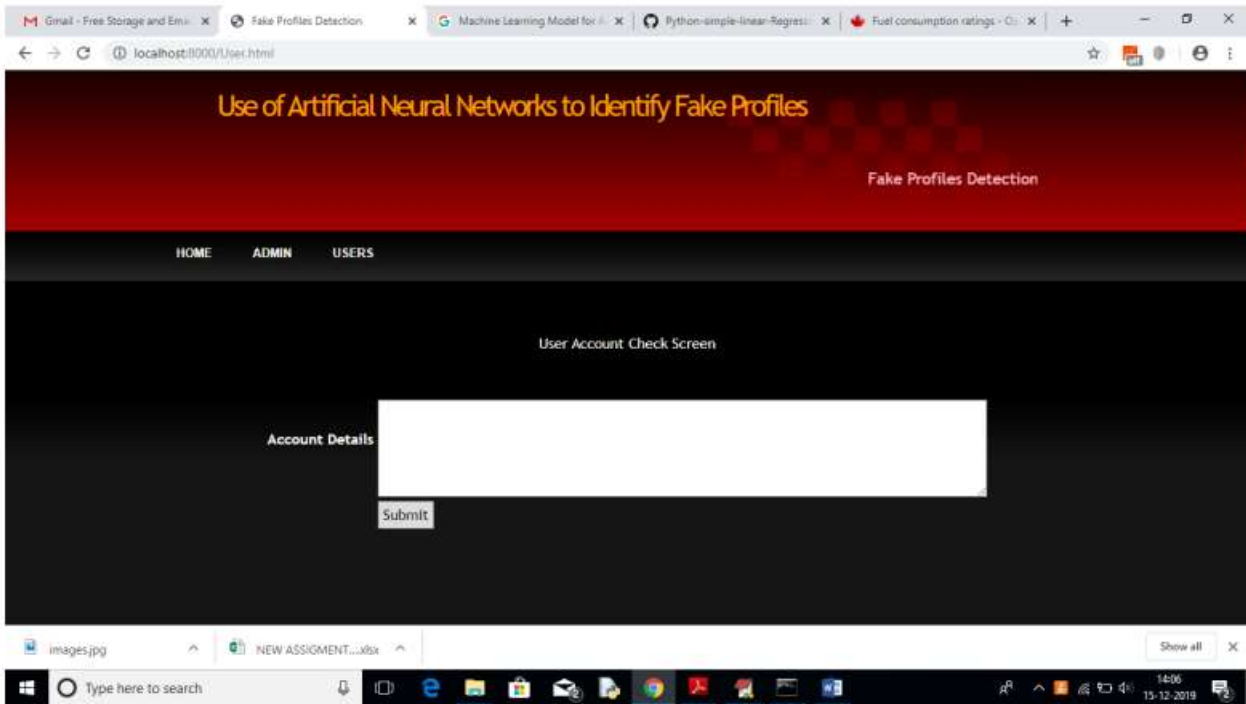 Gmail - Free Storage and Ema
Fake Profiles Detection
Machine Learning Model for
Python-simple-linear-Regress
Fuel consumption ratings -
localhost:8000/User.html
Use of Artificial Neural Networks to Identify Fake Profiles
Fake Profiles Detection
HOME ADMIN USERS
User Account Check Screen
Account Details
Submit
images.jpg
NEW ASSIGMENT....xlsx
Show all
Type here to search
14:06
15-12-2019